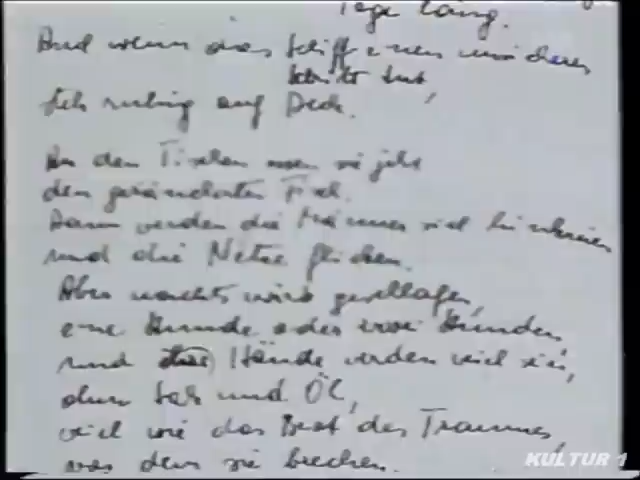 Tage lang.
Und wenn das Schiff einen unsicheren
Schritt tut,
steh ruhig auf Deck.
An den Tischen essen sie jetzt
den geräucherten Fisch.
Dann werden die Männer sich hinknien
und die Netze flicken.
Aber nachts wird geschlafen,
eine Stunde oder zwei Stunden,
und ihre Hände werden weich sein,
ohne Salz und Öl,
weich wie das Brot des Traumes,
von dem sie brechen.
KULTUR 1